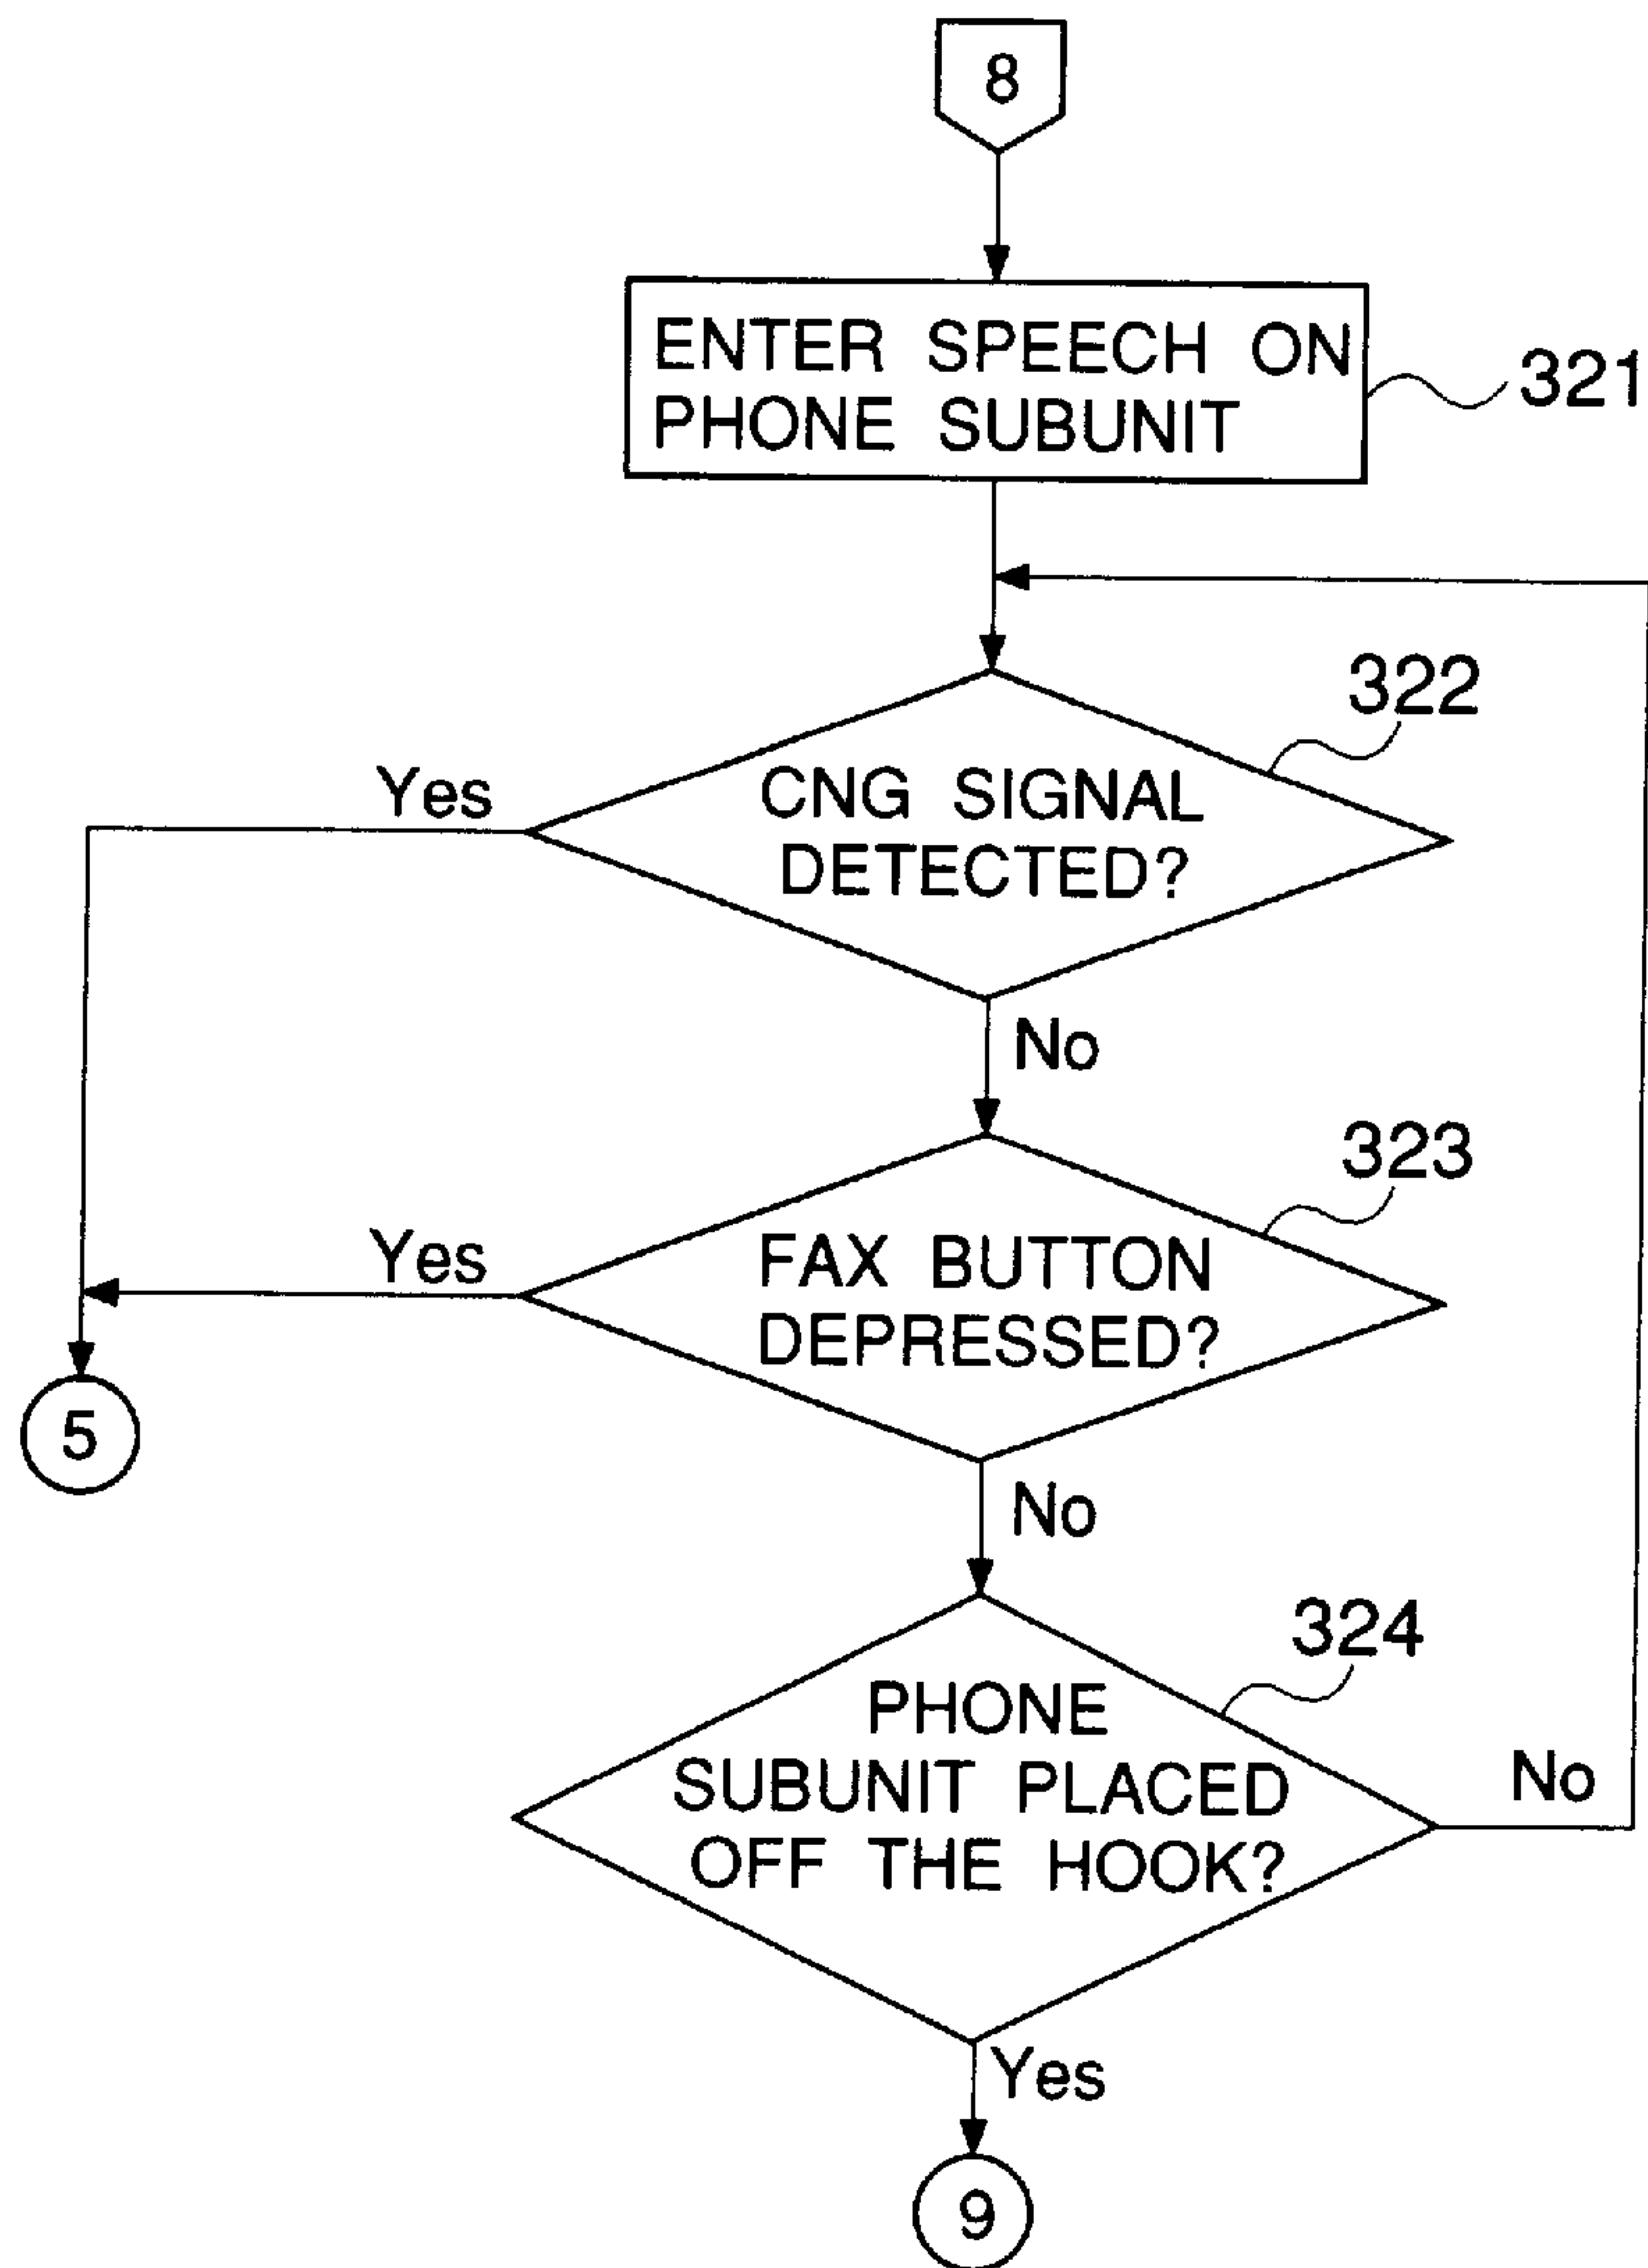 8
ENTER SPEECH ON
PHONE SUBUNIT
321
322
CNG SIGNAL
DETECTED?
Yes
No
323
FAX BUTTON
DEPRESSED?
Yes
5
No
324
PHONE
SUBUNIT PLACED
OFF THE HOOK?
No
Yes
9